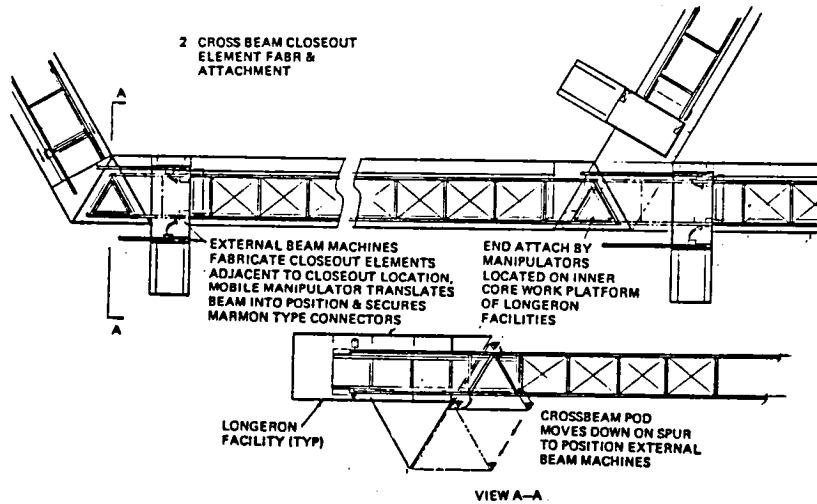 2 CROSS BEAM CLOSEOUT
ELEMENT FABR &
ATTACHMENT
A
EXTERNAL BEAM MACHINES
FABRICATE CLOSEOUT ELEMENTS
ADJACENT TO CLOSEOUT LOCATION,
MOBILE MANIPULATOR TRANSLATES
BEAM INTO POSITION & SECURES
MARMON TYPE CONNECTORS
END ATTACH BY
MANIPULATORS
LOCATED ON INNER
CORE WORK PLATFORM
OF LONGERON
FACILITIES
A
LONGERON
FACILITY (TYP)
CROSSBEAM POD
MOVES DOWN ON SPUR
TO POSITION EXTERNAL
BEAM MACHINES
VIEW A–A